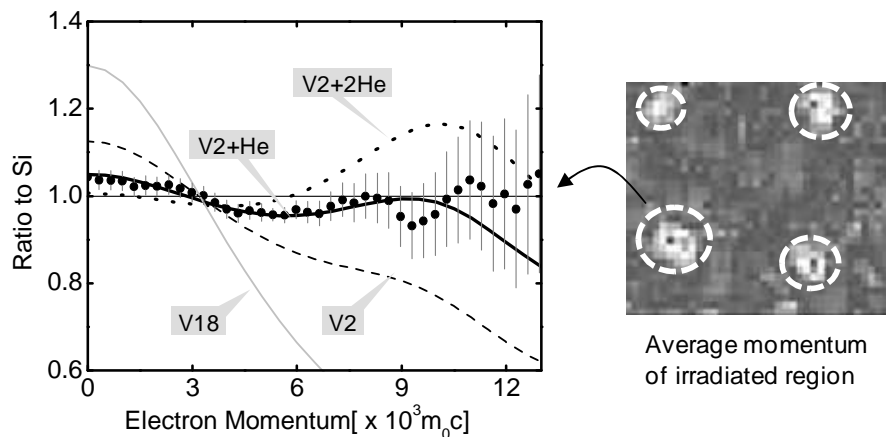 1.4
1.2
1.0
0.8
0.6
Ratio to Si
V2+2He
V2+He
V18
V2
0
3
6
9
12
Electron Momentum[ x 10³m₀c]
Average momentum
of irradiated region